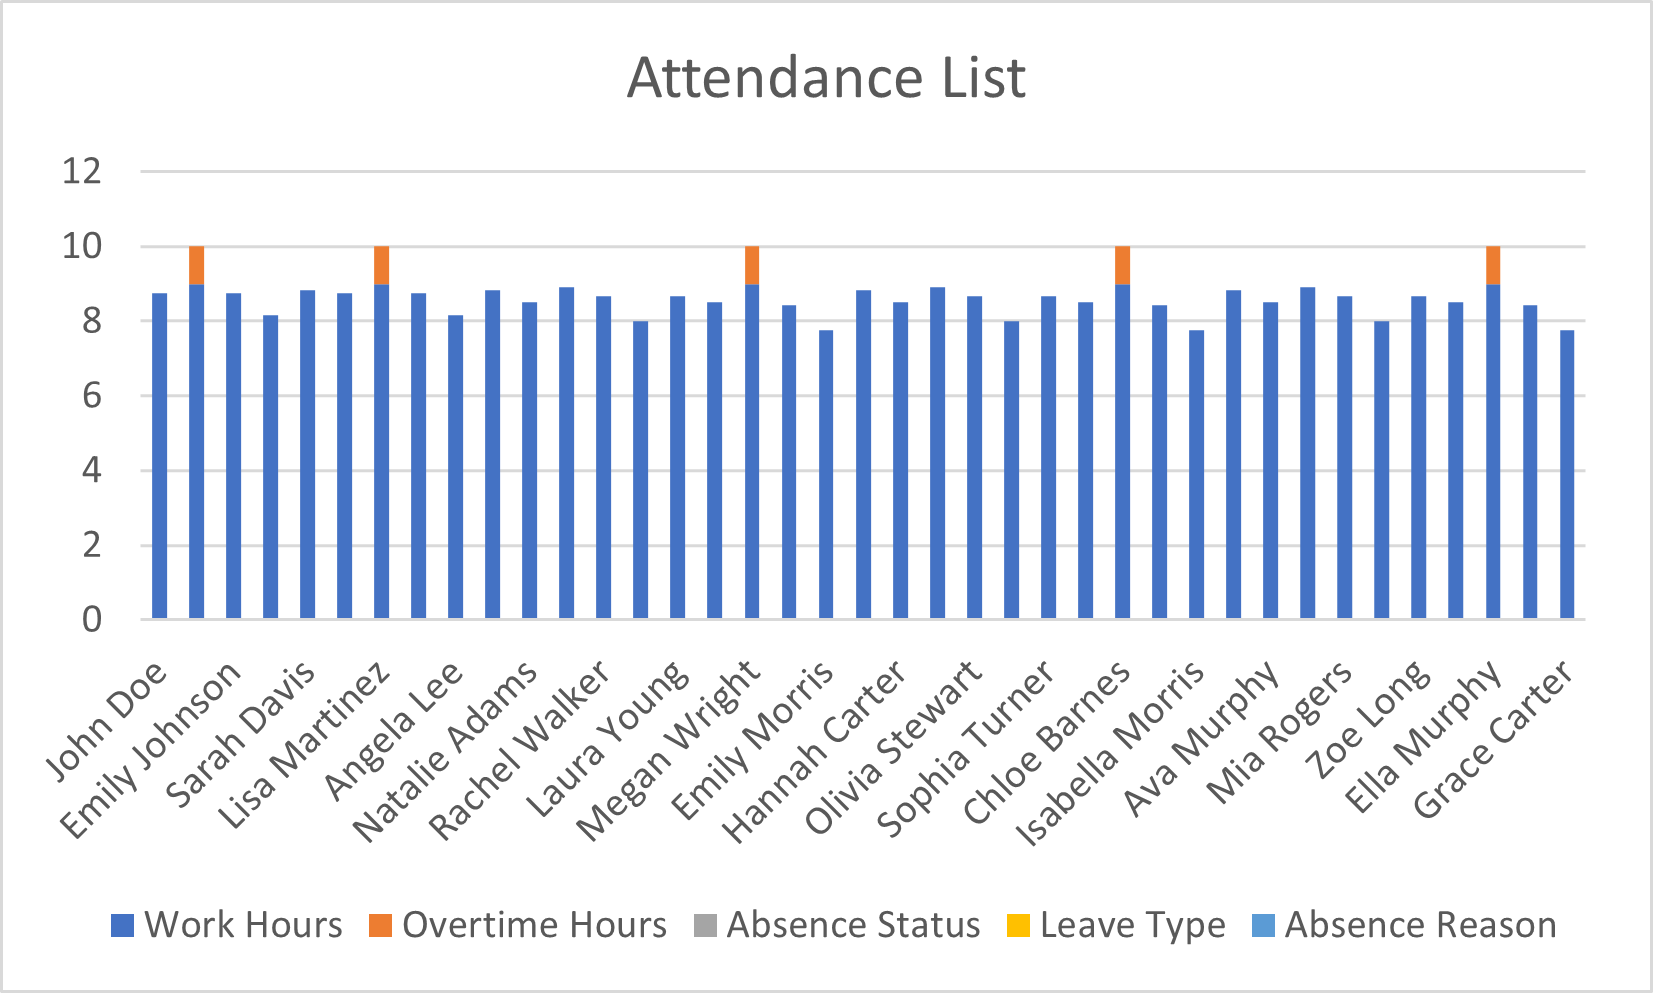 Attendance List
12
10
8
6
4
2
0
John Doe
Emily Johnson
Sarah Davis
Lisa Martinez
Angela Lee
Natalie Adams
Rachel Walker
Laura Young
Megan Wright
Emily Morris
Hannah Carter
Olivia Stewart
Sophia Turner
Chloe Barnes
Isabella Morris
Ava Murphy
Mia Rogers
Zoe Long
Ella Murphy
Grace Carter
Work Hours Overtime Hours Absence Status Leave Type Absence Reason